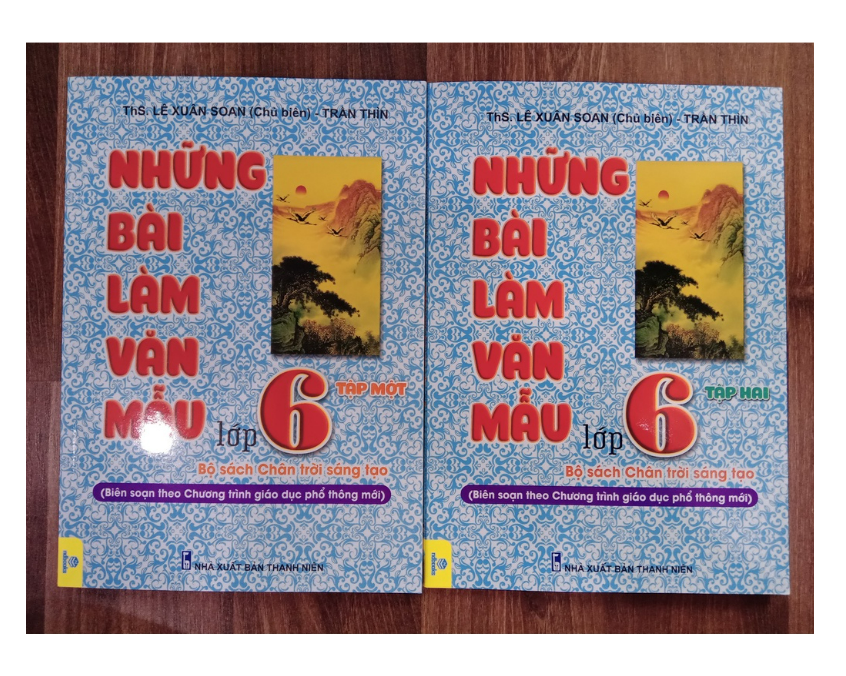 ThS. LÊ XUÂN SOAN (Chủ biên) - TRẦN THÌN
NHỮNG
BÀI
LÀM
VĂN
MẪU
lớp 6
TẬP MỘT
Bộ sách Chân trời sáng tạo
(Biên soạn theo Chương trình giáo dục phổ thông mới)
NHÀ XUẤT BẢN THANH NIÊN
ThS. LÊ XUÂN SOAN (Chủ biên) - TRẦN THÌN
NHỮNG
BÀI
LÀM
VĂN
MẪU
lớp 6
TẬP HAI
Bộ sách Chân trời sáng tạo
(Biên soạn theo Chương trình giáo dục phổ thông mới)
NHÀ XUẤT BẢN THANH NIÊN